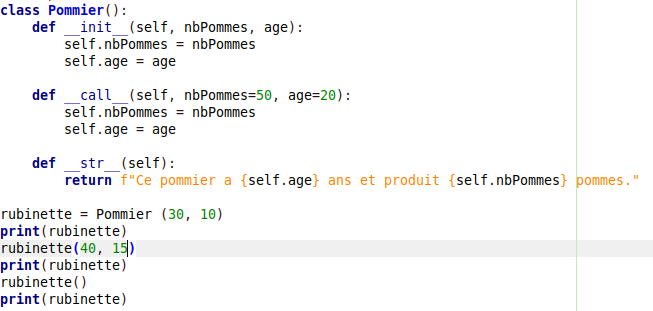 class Pommier():
    def __init__(self, nbPommes, age):
        self.nbPommes = nbPommes
        self.age = age
    def __call__(self, nbPommes=50, age=20):
        self.nbPommes = nbPommes
        self.age = age
    def __str__(self):
        return f"Ce pommier a {self.age} ans et produit {self.nbPommes} pommes."
rubinette = Pommier (30, 10)
print(rubinette)
rubinette(40, 15)
print(rubinette)
rubinette()
print(rubinette)